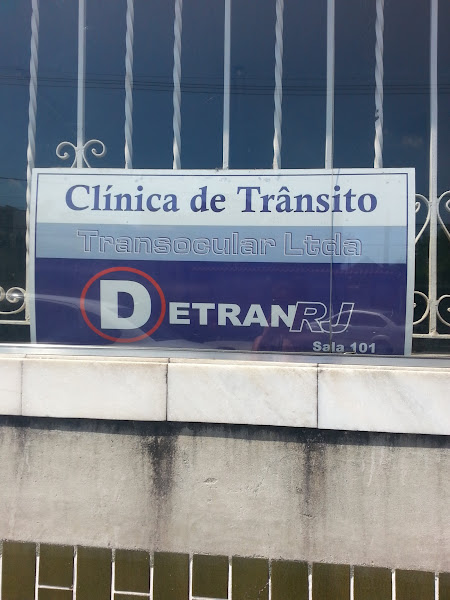 Clínica de Trânsito
Transocular Ltda
DETRANRJ
Sala 101